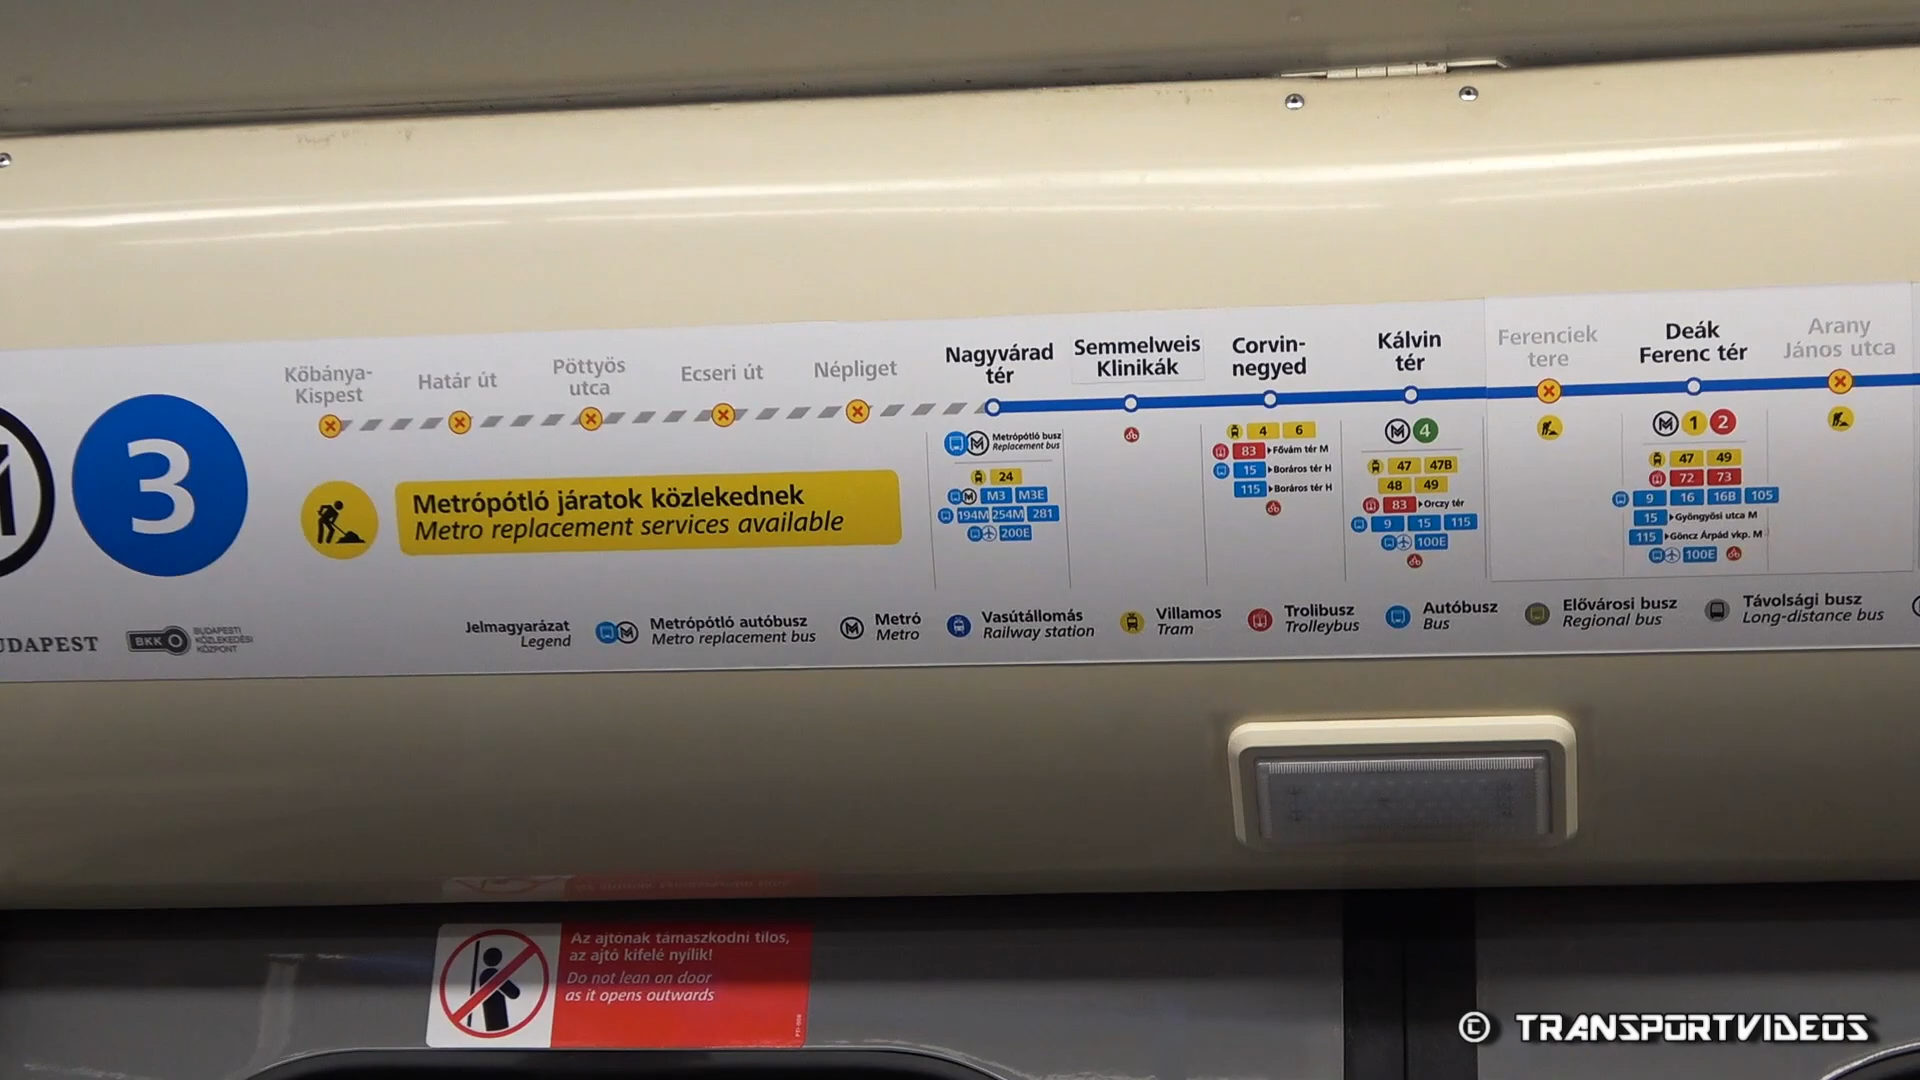 Kőbánya-
Kispest
Határ út
Pöttyös
utca
Ecseri út
Népliget
Nagyvárad
tér
Semmelweis
Klinikák
Corvin-
negyed
Kálvin
tér
Ferenciek
tere
Deák
Ferenc tér
Arany
János utca
3
Metrópótló járatok közlekednek
Metro replacement services available
M Metrópótló busz
Replacement bus
24
M M3 M3E
194M 254M 281
200E
4 6
83 Fővám tér M
15 Boráros tér H
115 Boráros tér H
M 4
47 47B
48 49
83 Orczy tér
9 15 115
100E
M 1 2
47 49
72 73
9 16 16B 105
15 Gyöngyösi utca M
115 Göncz Árpád vkp. M
100E
UDAPEST
BKK BUDAPESTI
KÖZLEKEDÉSI
KÖZPONT
Jelmagyarázat
Legend
M Metrópótló autóbusz
Metro replacement bus
M Metró
Metro
Vasútállomás
Railway station
Villamos
Tram
Trolibusz
Trolleybus
Autóbusz
Bus
Elővárosi busz
Regional bus
Távolsági busz
Long-distance bus
Az ajtónak támaszkodni tilos,
az ajtó kifelé nyílik!
Do not lean on door
as it opens outwards
© TRANSPORTVIDEOS